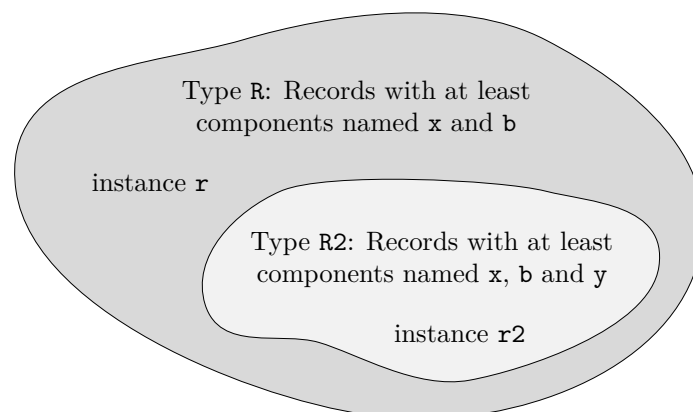 Type R: Records with at least
components named x and b
instance r
Type R2: Records with at least
components named x, b and y
instance r2